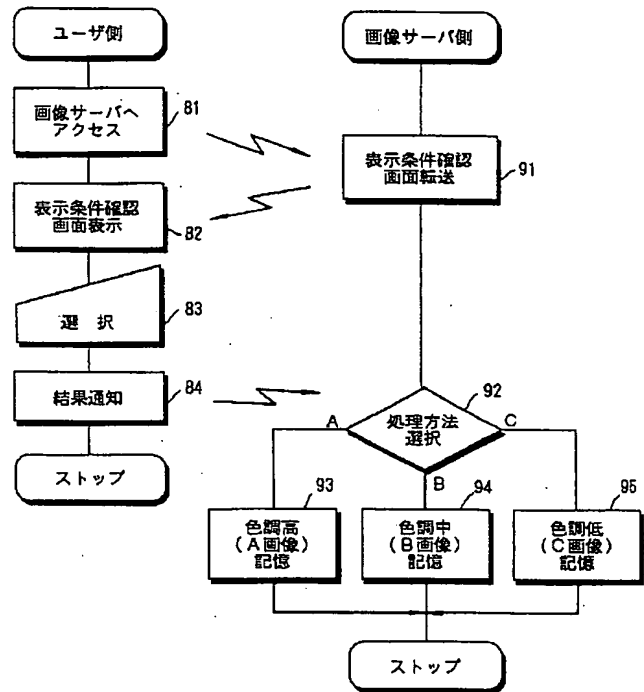 ユーザ側
画像サーバへ
アクセス
81
表示条件確認
画面表示
82
選 択
83
結果通知
84
ストップ
画像サーバ側
表示条件確認
画面転送
91
処理方法
選択
92
A
B
C
色調高
(A画像)
記憶
93
色調中
(B画像)
記憶
94
色調低
(C画像)
記憶
95
ストップ